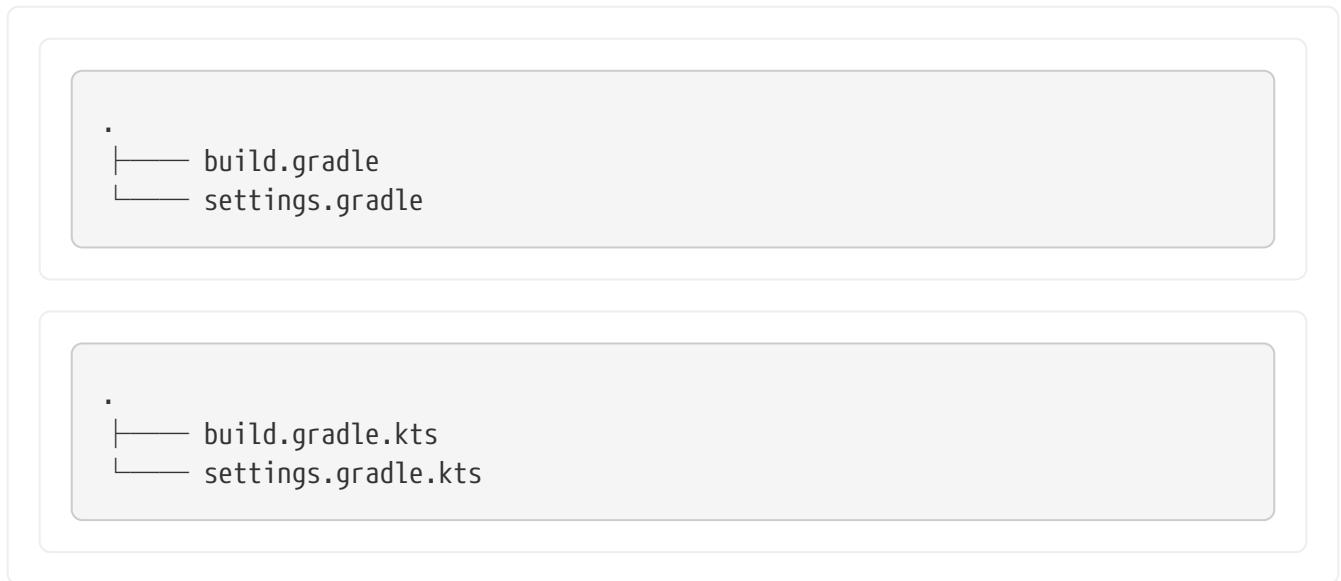 .
├── build.gradle
└── settings.gradle
.
├── build.gradle.kts
└── settings.gradle.kts